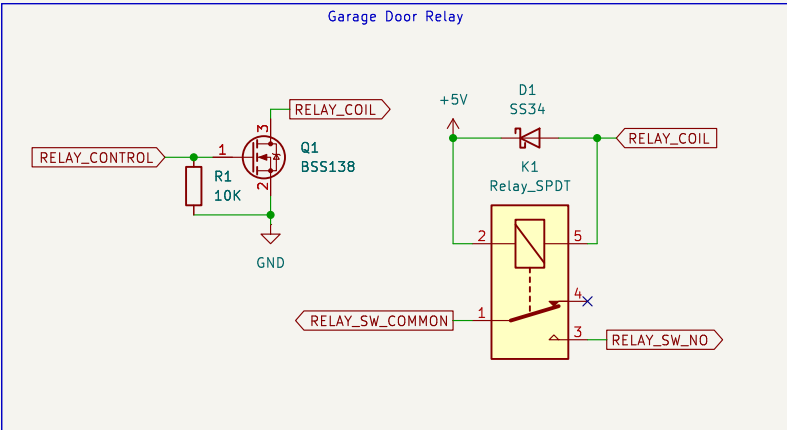 Garage Door Relay
RELAY_COIL
D1
SS34
+5V
RELAY_CONTROL
1
3
2
Q1
BSS138
R1
10K
GND
RELAY_COIL
K1
Relay_SPDT
2
5
4
1
3
RELAY_SW_COMMON
RELAY_SW_NO